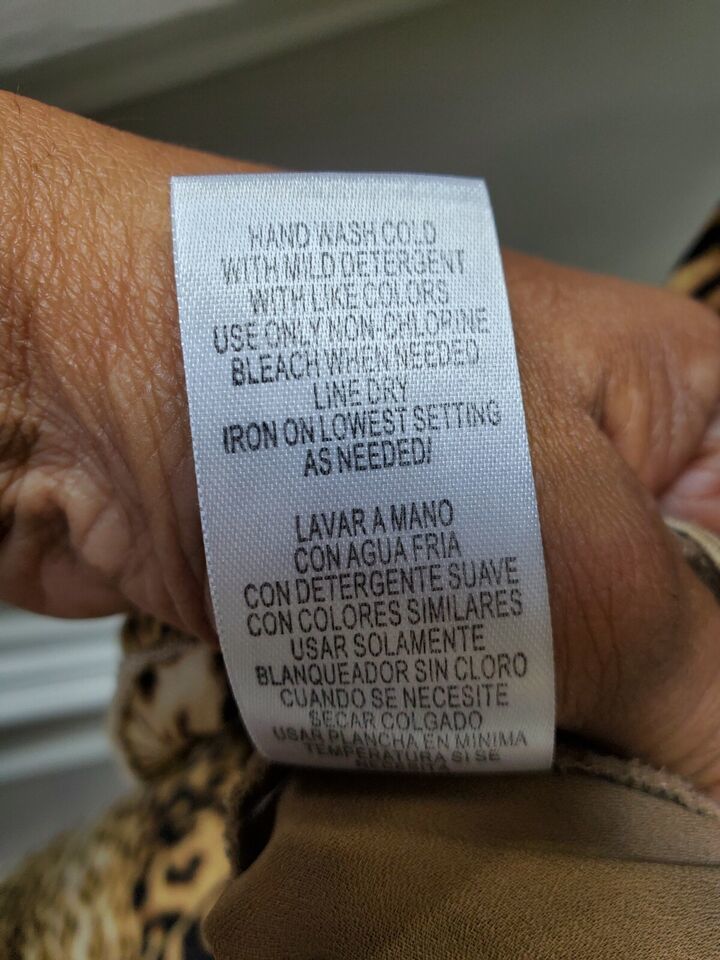 HAND WASH COLD
WITH MILD DETERGENT
WITH LIKE COLORS
USE ONLY NON-CHLORINE
BLEACH WHEN NEEDED
LINE DRY
IRON ON LOWEST SETTING
AS NEEDED/
LAVAR A MANO
CON AGUA FRIA
CON DETERGENTE SUAVE
CON COLORES SIMILARES
USAR SOLAMENTE
BLANQUEADOR SIN CLORO
CUANDO SE NECESITE
SECAR COLGADO
USAR PLANCHA EN MINIMA
TEMPERATURA SI SE